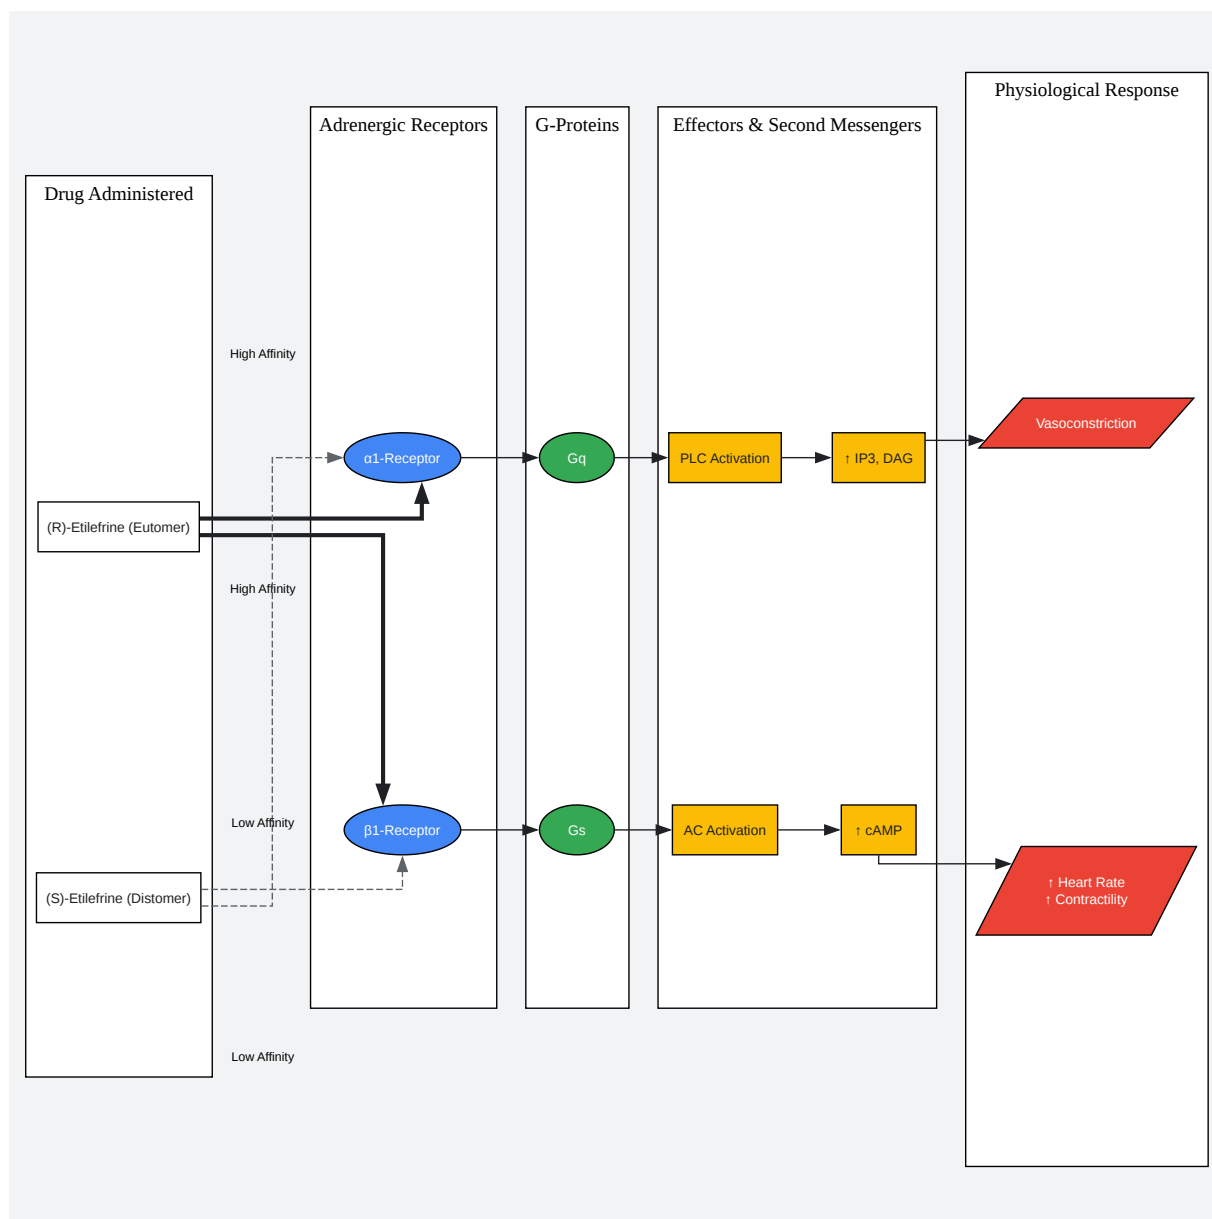 Physiological Response
Adrenergic Receptors
G-Proteins
Effectors & Second Messengers
Drug Administered
High Affinity
Vasoconstriction
α1-Receptor
Gq
PLC Activation
↑ IP3, DAG
(R)-Etilefrine (Eutomer)
High Affinity
Low Affinity
β1-Receptor
Gs
AC Activation
↑ cAMP
↑ Heart Rate
↑ Contractility
(S)-Etilefrine (Distomer)
Low Affinity